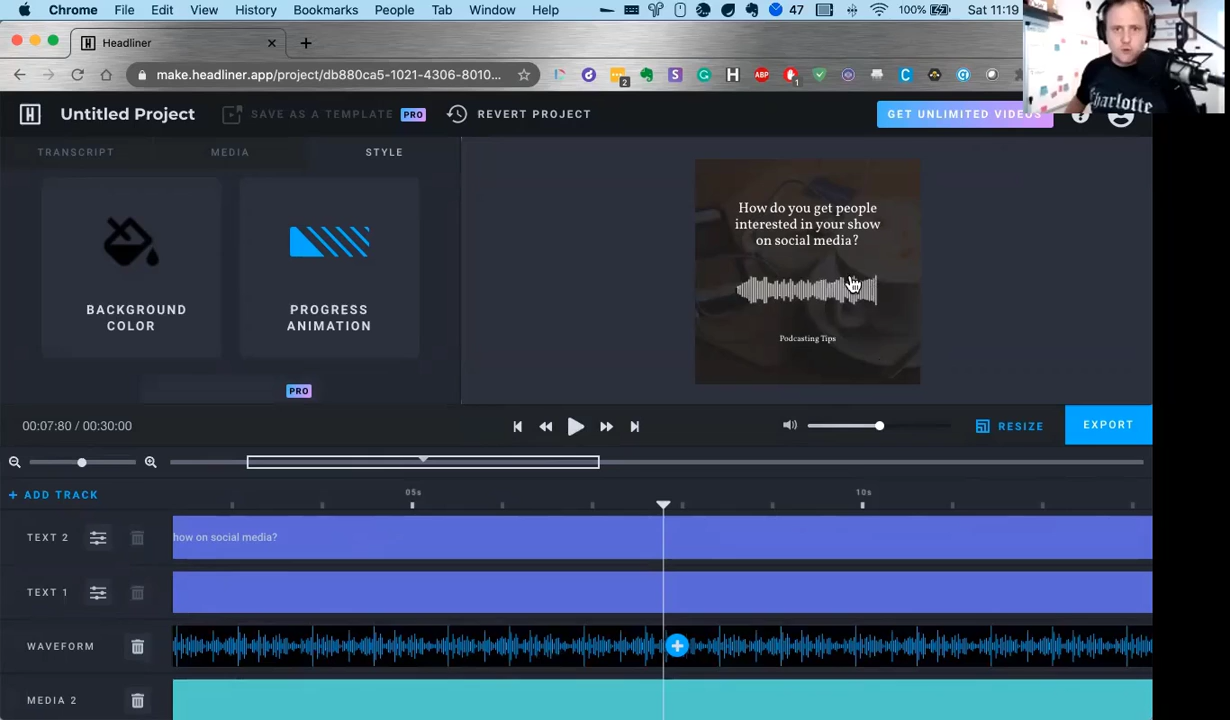 Chrome File Edit View History Bookmarks People Tab Window Help 47 100% Sat 11:19
Headliner
make.headliner.app/project/db880ca5-1021-4306-8010...
H
ABP
2
1
Untitled Project SAVE AS A TEMPLATE PRO REVERT PROJECT GET UNLIMITED VIDEOS
Charlotte
TRANSCRIPT MEDIA STYLE
How do you get people
interested in your show
on social media?
BACKGROUND
COLOR
PROGRESS
ANIMATION
Podcasting Tips
PRO
00:07:80 / 00:30:00 RESIZE EXPORT
+ ADD TRACK 05s 10s
TEXT 2 how on social media?
TEXT 1
WAVEFORM
MEDIA 2